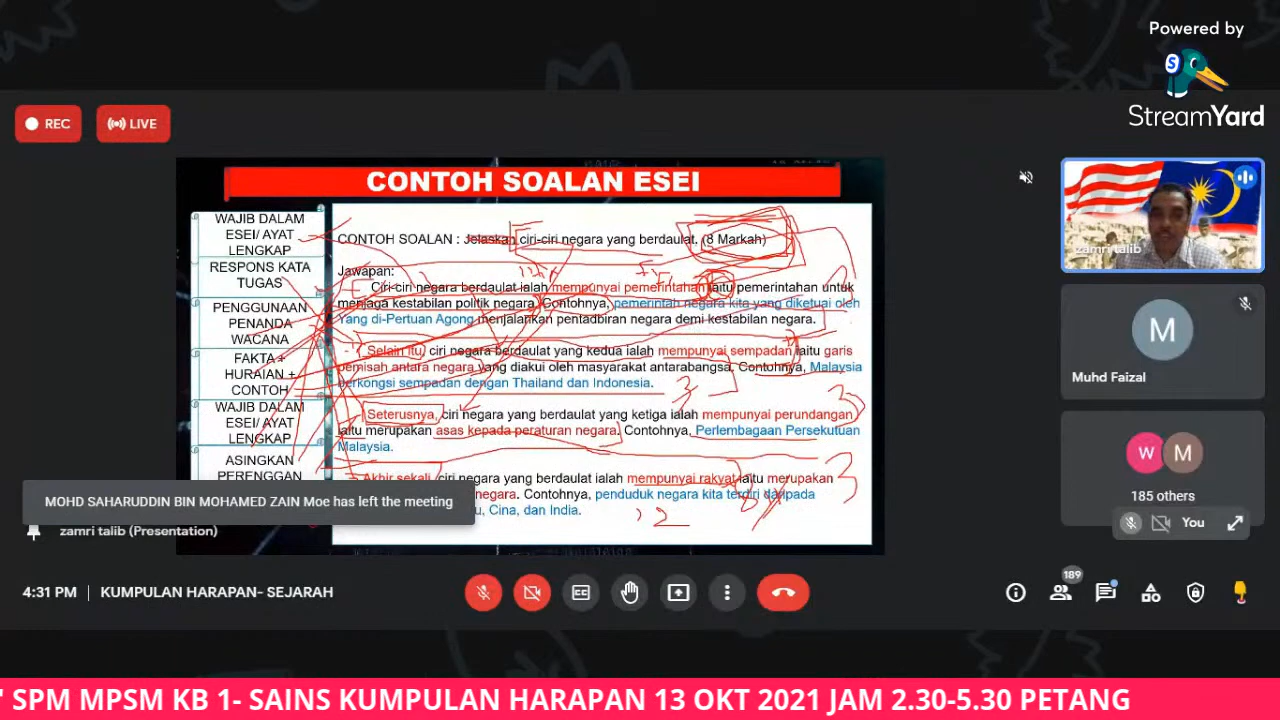 Powered by
StreamYard
REC
LIVE
CONTOH SOALAN ESEI
WAJIB DALAM
ESEI/ AYAT
LENGKAP
RESPONS KATA
TUGAS
PENGGUNAAN
PENANDA
WACANA
FAKTA +
HURAIAN +
CONTOH
WAJIB DALAM
ESEI/ AYAT
LENGKAP
ASINGKAN
PERENGGAN
CONTOH SOALAN : Jelaskan ciri-ciri negara yang berdaulat. (8 Markah)
Jawapan:
Ciri-ciri negara berdaulat ialah mempunyai pemerintahan iaitu pemerintahan untuk
menjaga kestabilan politik negara. Contohnya, pemerintah negara kita yang diketuai oleh
Yang di-Pertuan Agong menjalankan pentadbiran negara demi kestabilan negara.
Selain itu, ciri negara berdaulat yang kedua ialah mempunyai sempadan iaitu garis
pemisah antara negara yang diakui oleh masyarakat antarabangsa. Contohnya, Malaysia
berkongsi sempadan dengan Thailand dan Indonesia.
3
Seterusnya, ciri negara yang berdaulat yang ketiga ialah mempunyai perundangan
iaitu merupakan asas kepada peraturan negara. Contohnya, Perlembagaan Persekutuan
Malaysia.
3
Akhir sekali, ciri negara yang berdaulat ialah mempunyai rakyat iaitu merupakan
negara. Contohnya, penduduk negara kita terdiri daripada
u, Cina, dan India.
3
12
MOHD SAHARUDDIN BIN MOHAMED ZAIN Moe has left the meeting
zamri talib (Presentation)
zamri talib
M
Muhd Faizal
W M
185 others
You
4:31 PM | KUMPULAN HARAPAN- SEJARAH
189
' SPM MPSM KB 1- SAINS KUMPULAN HARAPAN 13 OKT 2021 JAM 2.30-5.30 PETANG